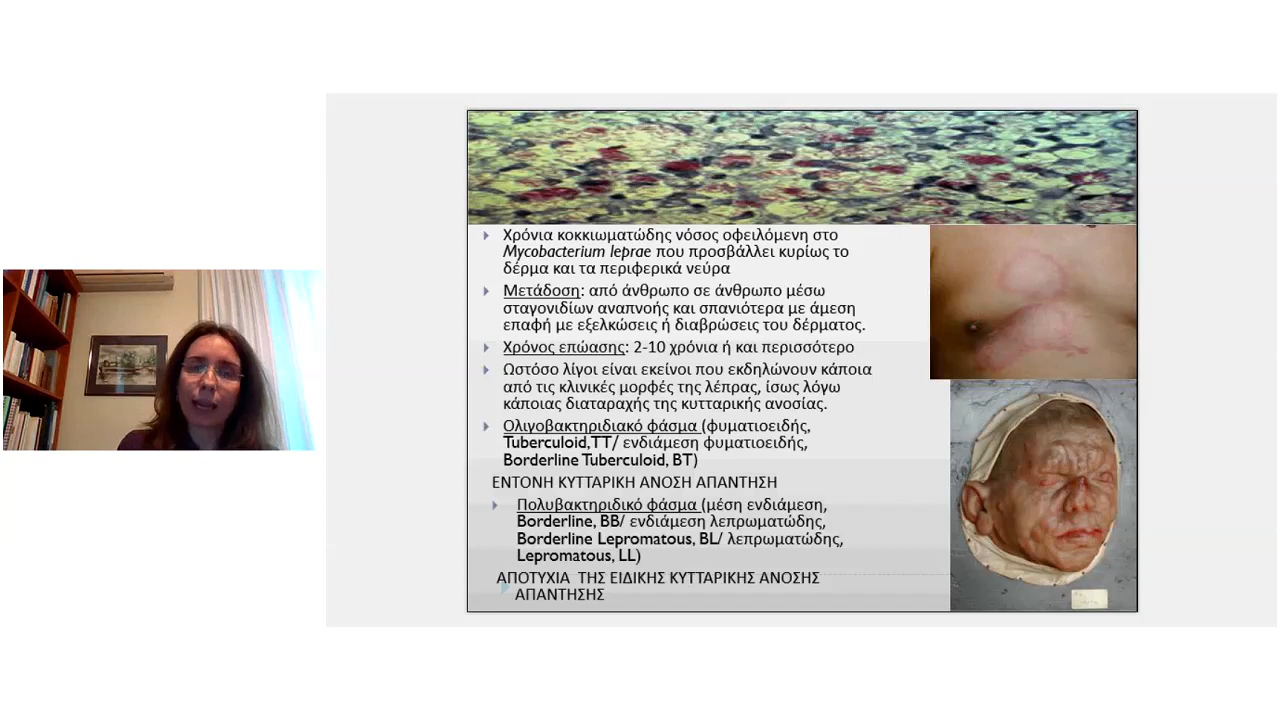 Χρόνια κοκκιωματώδης νόσος οφειλόμενη στο
Mycobacterium leprae που προσβάλλει κυρίως το
δέρμα και τα περιφερικά νεύρα
Μετάδοση: από άνθρωπο σε άνθρωπο μέσω
σταγονιδίων αναπνοής και σπανιότερα με άμεση
επαφή με εξελκώσεις ή διαβρώσεις του δέρματος.
Χρόνος επώασης: 2-10 χρόνια ή και περισσότερο
Ωστόσο λίγοι είναι εκείνοι που εκδηλώνουν κάποια
από τις κλινικές μορφές της λέπρας, ίσως λόγω
κάποιας διαταραχής της κυτταρικής ανοσίας.
Ολιγοβακτηριδιακό φάσμα (φυματιοειδής,
Tuberculoid,TT/ ενδιάμεση φυματιοειδής,
Borderline Tuberculoid, BT)
ΕΝΤΟΝΗ ΚΥΤΤΑΡΙΚΗ ΑΝΟΣΗ ΑΠΑΝΤΗΣΗ
Πολυβακτηριδικό φάσμα (μέση ενδιάμεση,
Borderline, BB/ ενδιάμεση λεπρωματώδης,
Borderline Lepromatous, BL/ λεπρωματώδης,
Lepromatous, LL)
ΑΠΟΤΥΧΙΑ ΤΗΣ ΕΙΔΙΚΗΣ ΚΥΤΤΑΡΙΚΗΣ ΑΝΟΣΗΣ
ΑΠΑΝΤΗΣΗΣ